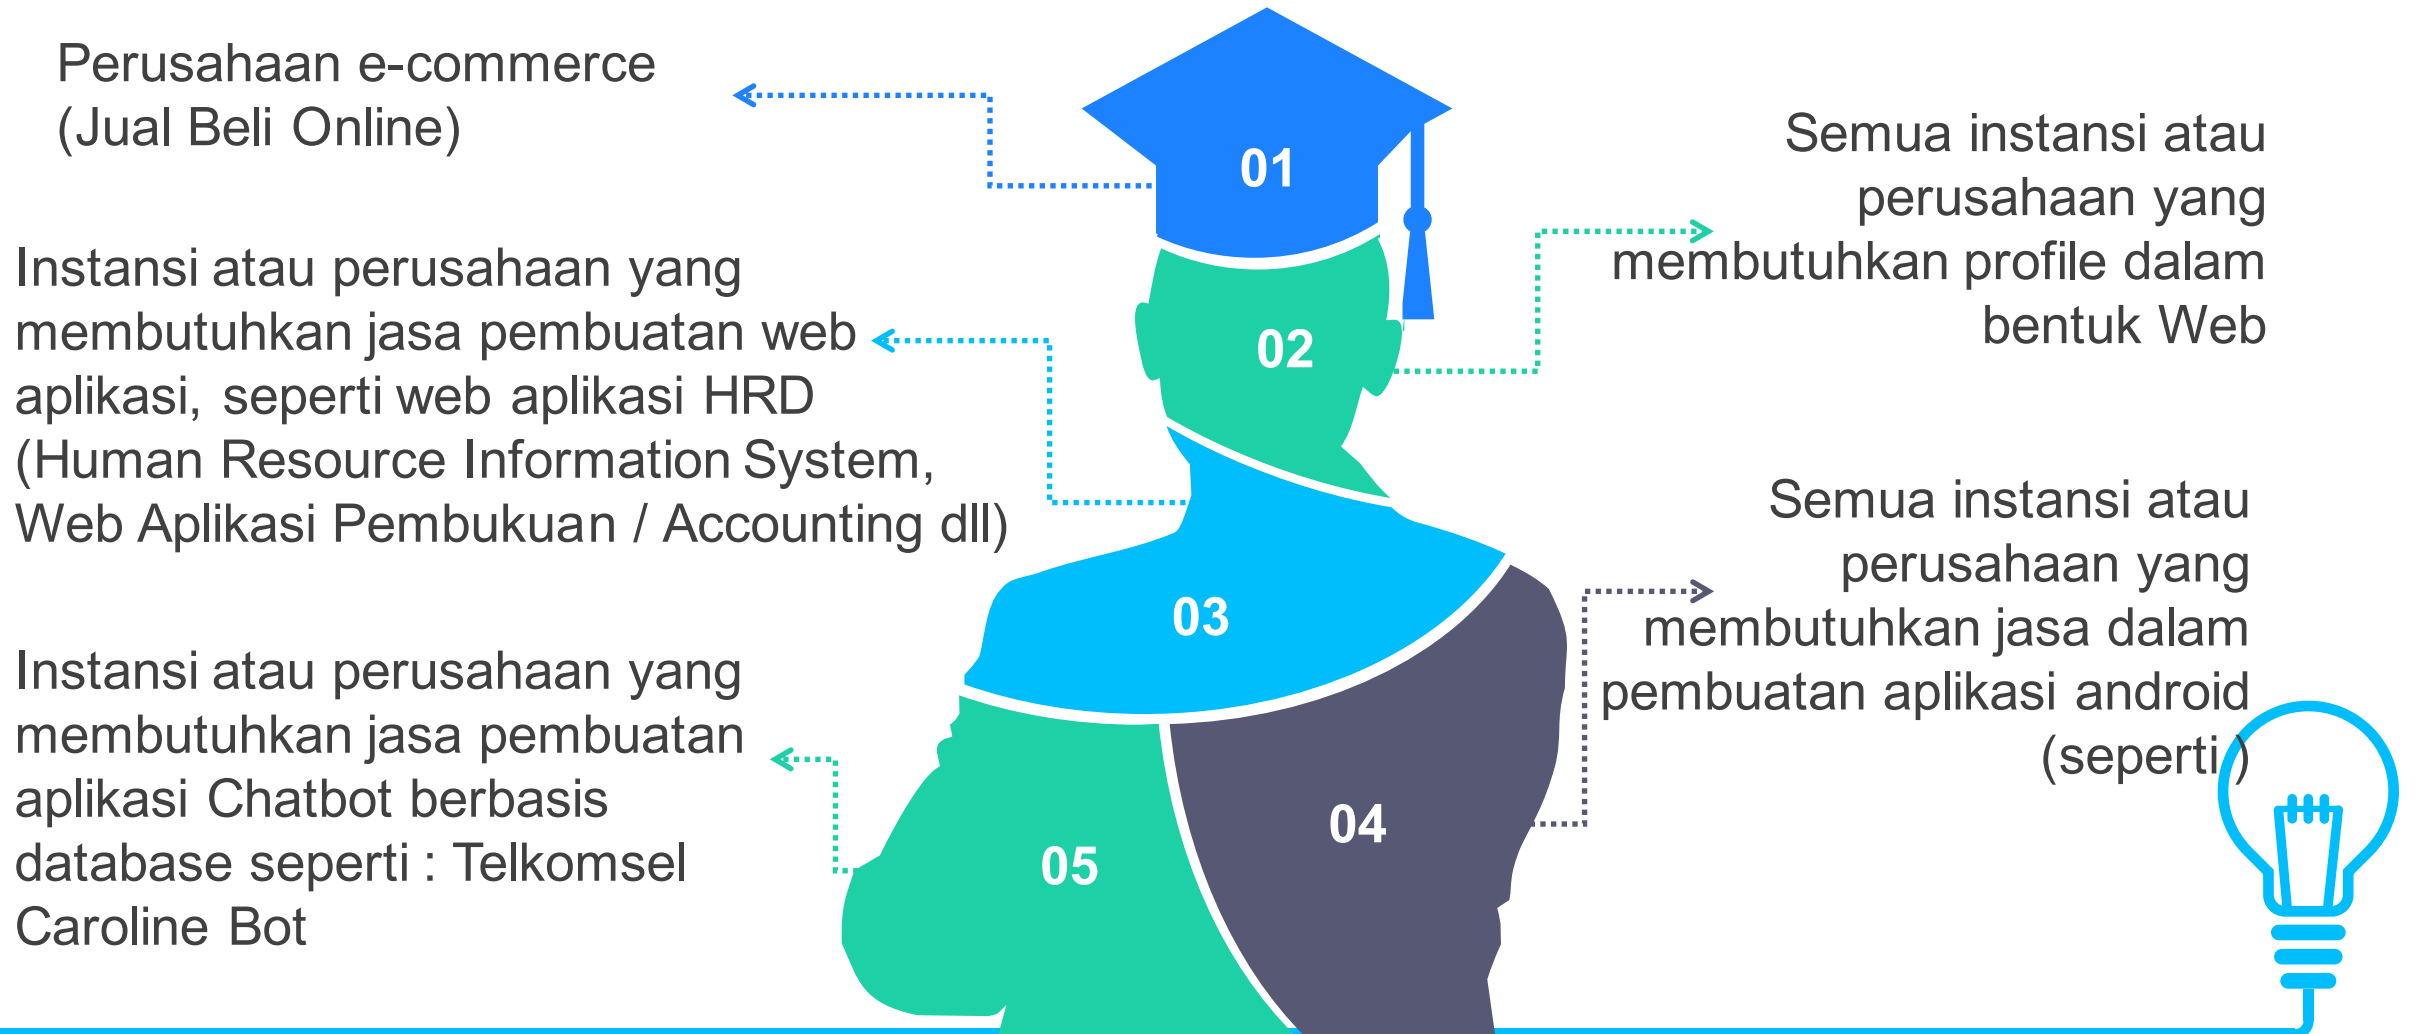 Perusahaan e-commerce
(Jual Beli Online)
01
Semua instansi atau
perusahaan yang
membutuhkan profile dalam
bentuk Web
02
Instansi atau perusahaan yang
membutuhkan jasa pembuatan web
aplikasi, seperti web aplikasi HRD
(Human Resource Information System,
Web Aplikasi Pembukuan / Accounting dll)
03
Semua instansi atau
perusahaan yang
membutuhkan jasa dalam
pembuatan aplikasi android
(seperti )
04
Instansi atau perusahaan yang
membutuhkan jasa pembuatan
aplikasi Chatbot berbasis
database seperti : Telkomsel
Caroline Bot
05